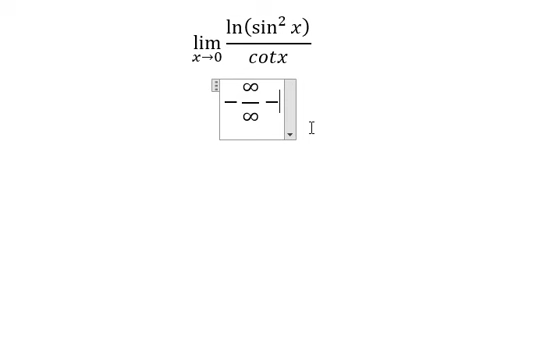 lim x→0 ln(sin² x) / cotx
− ∞ / ∞ −